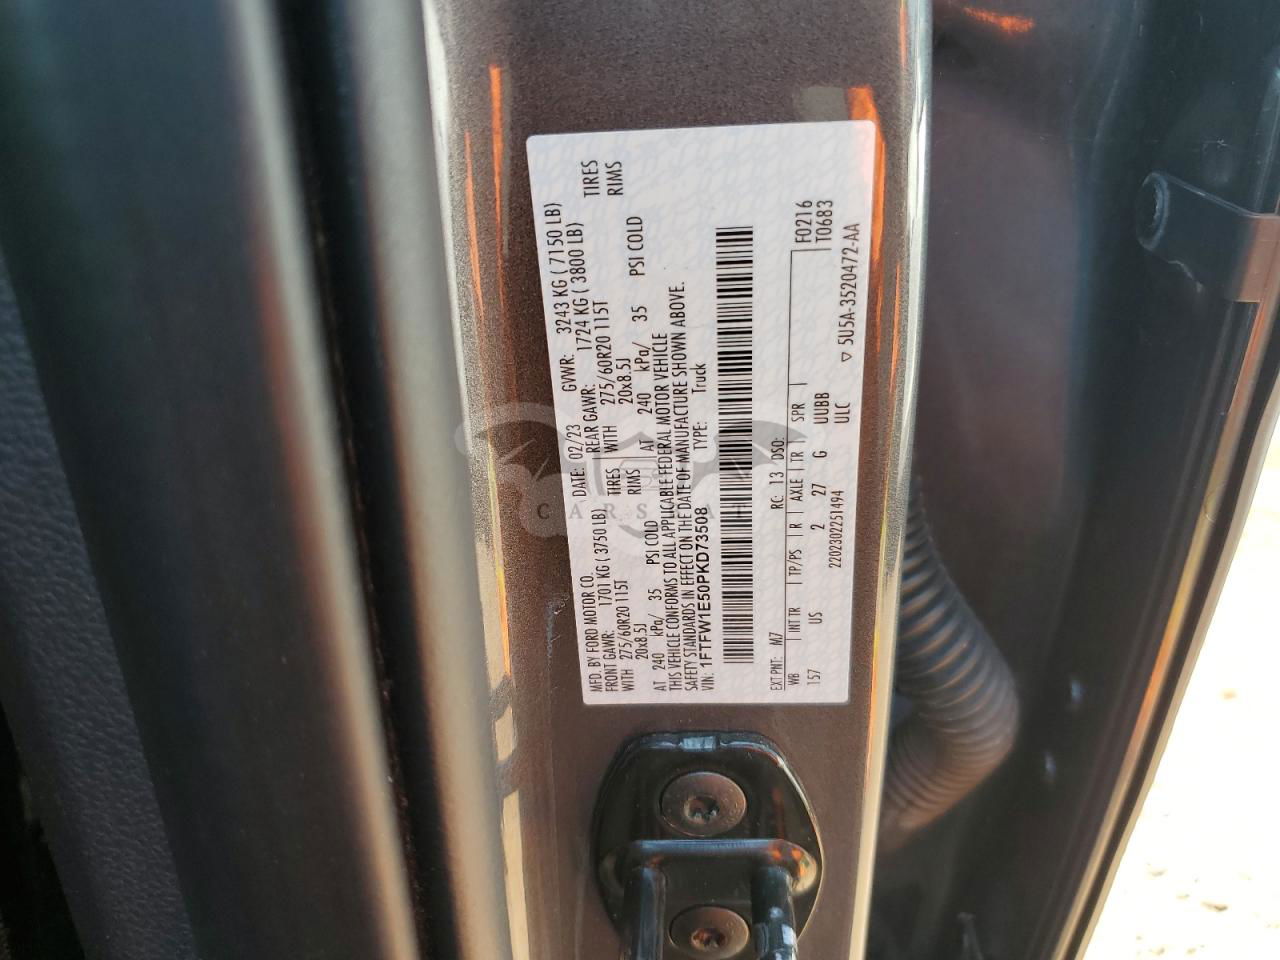 MFD. BY FORD MOTOR CO. DATE: 02/23 GVWR: 3243 KG ( 7150 LB)
FRONT GAWR: 1701 KG ( 3750 LB) REAR GAWR: 1724 KG ( 3800 LB)
WITH 275/60R20 115T TIRES WITH 275/60R20 115T TIRES
20x8.5J RIMS 20x8.5J RIMS
AT 240 kPa/ 35 PSI COLD AT 240 kPa/ 35 PSI COLD
THIS VEHICLE CONFORMS TO ALL APPLICABLE FEDERAL MOTOR VEHICLE
SAFETY STANDARDS IN EFFECT ON THE DATE OF MANUFACTURE SHOWN ABOVE.
VIN: 1FTFW1E50PKD73508 TYPE: Truck
EXT PNT: M7 RC: 13 DSO: F0216
WB INT TR TP/PS R AXLE TR SPR T0683
157 US 2 27 G UUBB
2202302251494 ULC ▽ 5U5A-3520472-AA